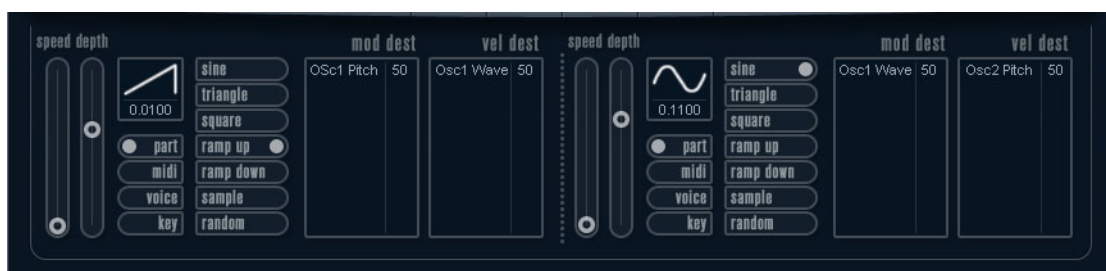 speed depth
mod dest
vel dest
0.0100
part
midi
voice
key
sine
triangle
square
ramp up
ramp down
sample
random
OSc1 Pitch 50
Osc1 Wave 50
speed depth
mod dest
vel dest
0.1100
part
midi
voice
key
sine
triangle
square
ramp up
ramp down
sample
random
Osc1 Wave 50
Osc2 Pitch 50